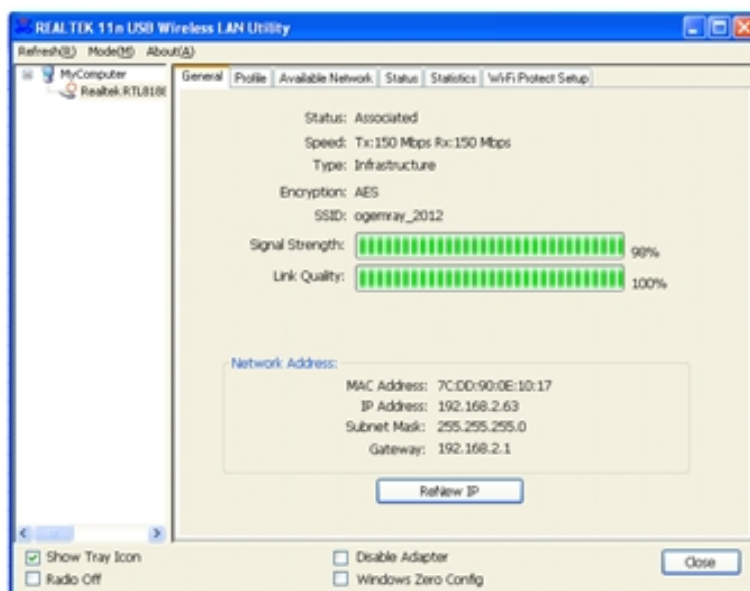 REALTEK 11n USB Wireless LAN Utility
Refresh(R) Mode(M) About(A)
MyComputer
Realtek RTL8188
General Profile Available Network Status Statistics Wi-Fi Protect Setup
Status: Associated
Speed: Tx:150 Mbps Rx:150 Mbps
Type: Infrastructure
Encryption: AES
SSID: ogemray_2012
Signal Strength: 98%
Link Quality: 100%
Network Address:
MAC Address: 7C:DD:90:0E:10:17
IP Address: 192.168.2.63
Subnet Mask: 255.255.255.0
Gateway: 192.168.2.1
ReNew IP
Show Tray Icon
Radio Off
Disable Adapter
Windows Zero Config
Close